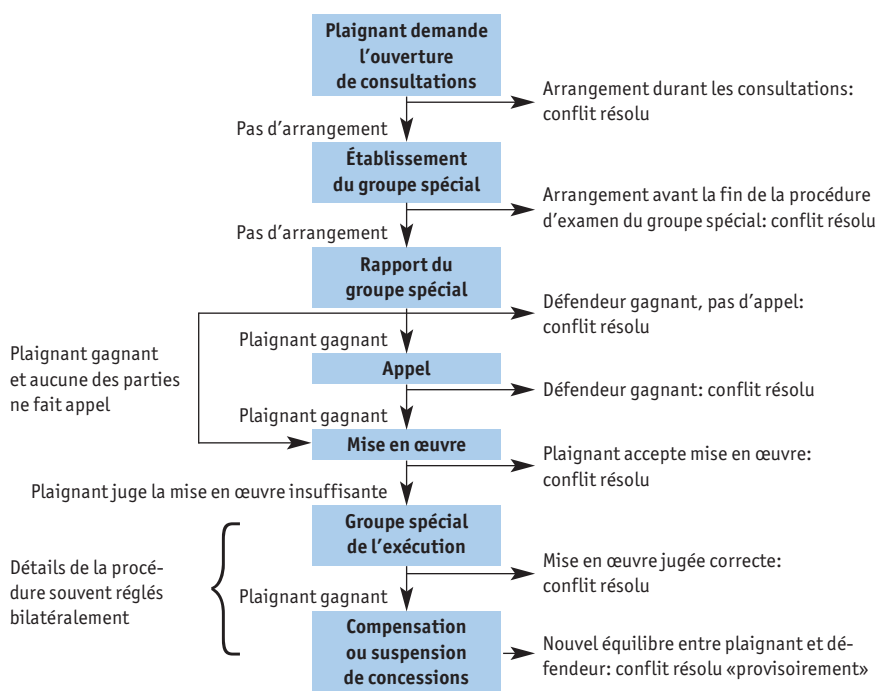 Plaignant demande
l'ouverture
de consultations
Arrangement durant les consultations:
conflit résolu
Pas d'arrangement
Établissement
du groupe spécial
Arrangement avant la fin de la procédure
d'examen du groupe spécial: conflit résolu
Pas d'arrangement
Rapport du
groupe spécial
Défendeur gagnant, pas d'appel:
conflit résolu
Plaignant gagnant
Plaignant gagnant
et aucune des parties
ne fait appel
Appel
Défendeur gagnant: conflit résolu
Plaignant gagnant
Mise en œuvre
Plaignant accepte mise en œuvre:
conflit résolu
Plaignant juge la mise en œuvre insuffisante
Groupe spécial
de l'exécution
Mise en œuvre jugée correcte:
conflit résolu
Détails de la procé-
dure souvent réglés
bilatéralement
Plaignant gagnant
Compensation
ou suspension
de concessions
Nouvel équilibre entre plaignant et dé-
fendeur: conflit résolu «provisoirement»